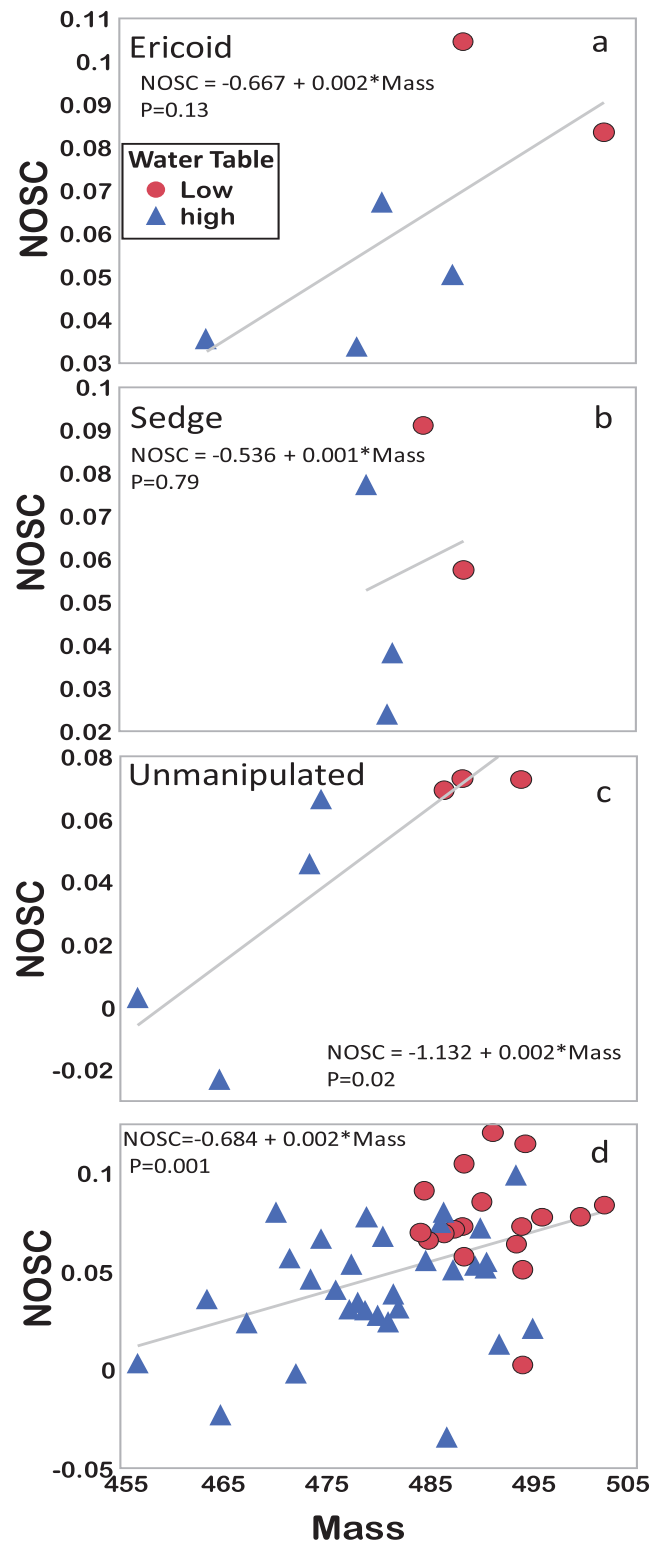 0.11
Ericoid
a
0.1
NOSC = -0.667 + 0.002*Mass
0.09
P=0.13
0.08
Water Table
Low
high
0.07
0.06
0.05
0.04
0.03
NOSC
0.1
Sedge
b
0.09
NOSC = -0.536 + 0.001*Mass
0.08
P=0.79
0.07
0.06
0.05
0.04
0.03
0.02
NOSC
0.08
Unmanipulated
c
0.06
0.04
0.02
0
-0.02
NOSC = -1.132 + 0.002*Mass
P=0.02
NOSC
NOSC=-0.684 + 0.002*Mass
d
P=0.001
0.1
0.05
0
-0.05
NOSC
455 465 475 485 495 505
Mass